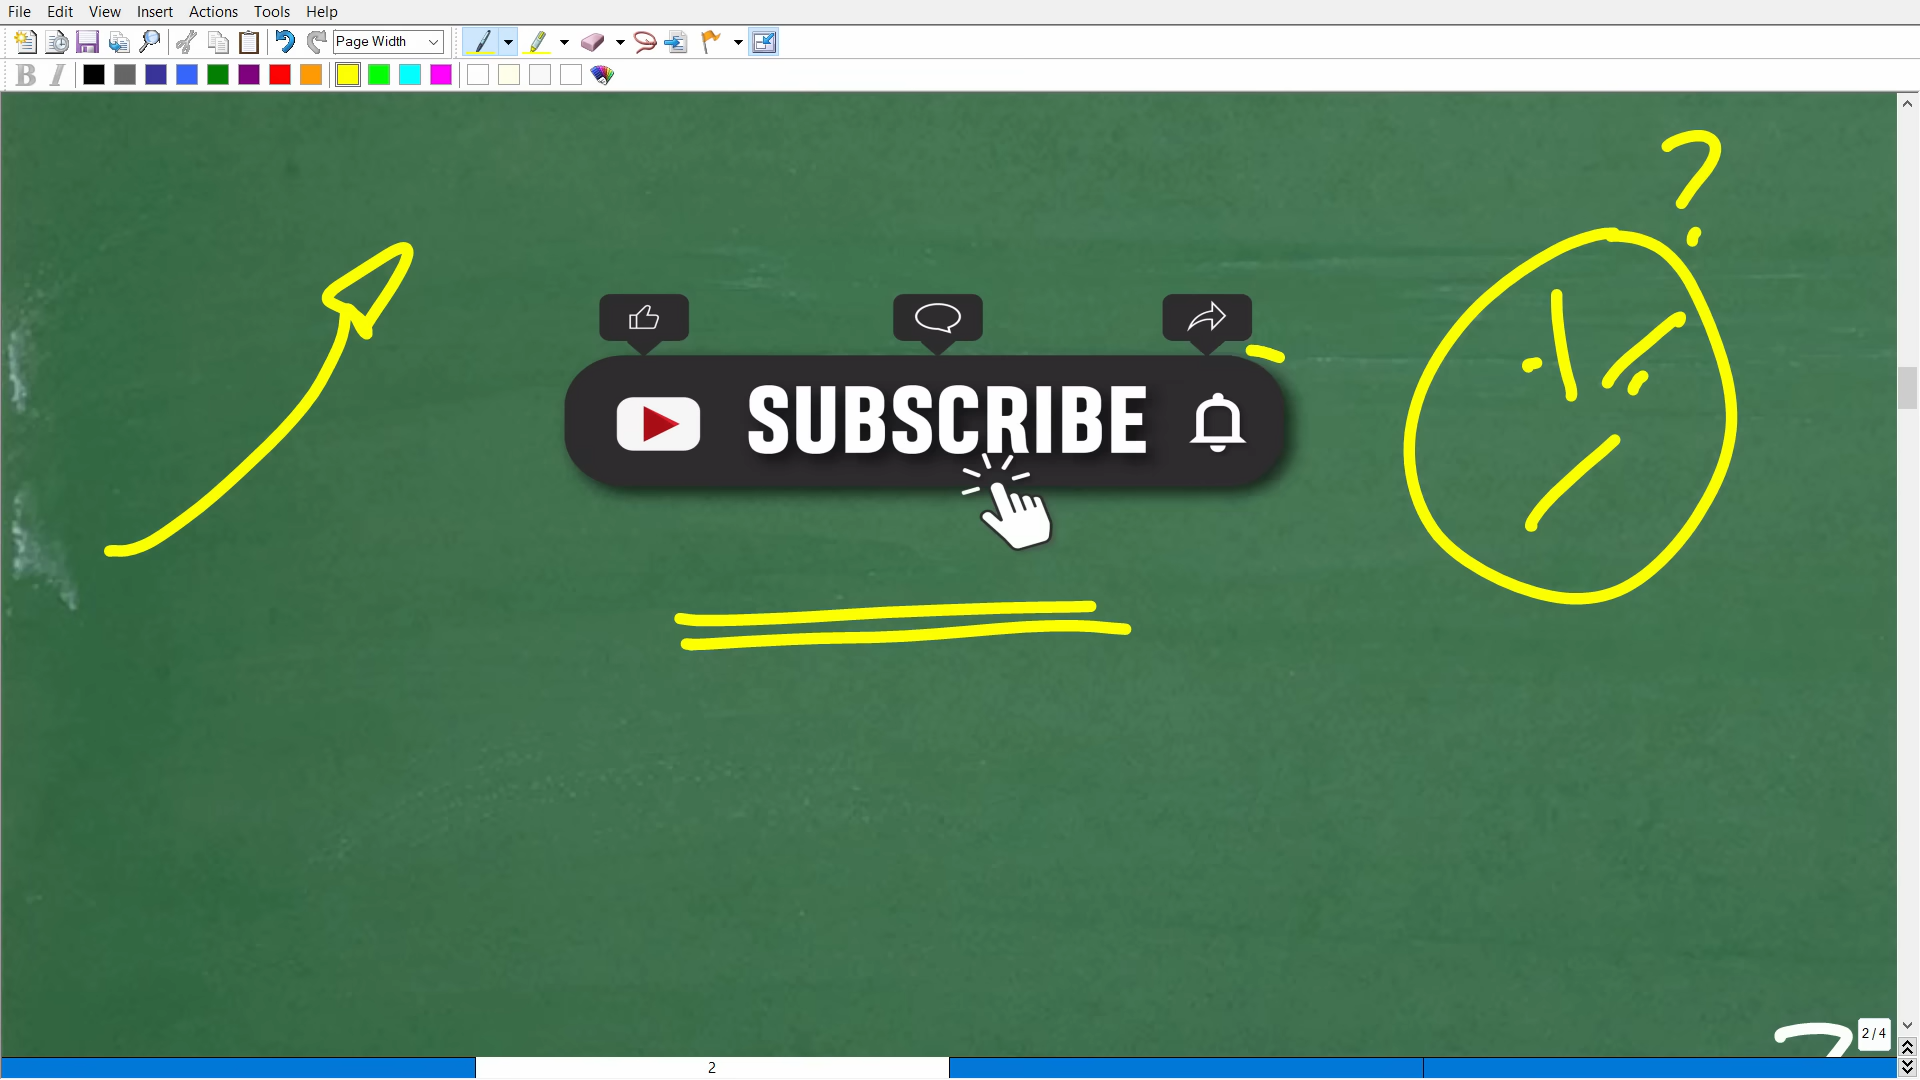 File Edit View Insert Actions Tools Help
Page Width
B I
?
SUBSCRIBE
2 / 4
2